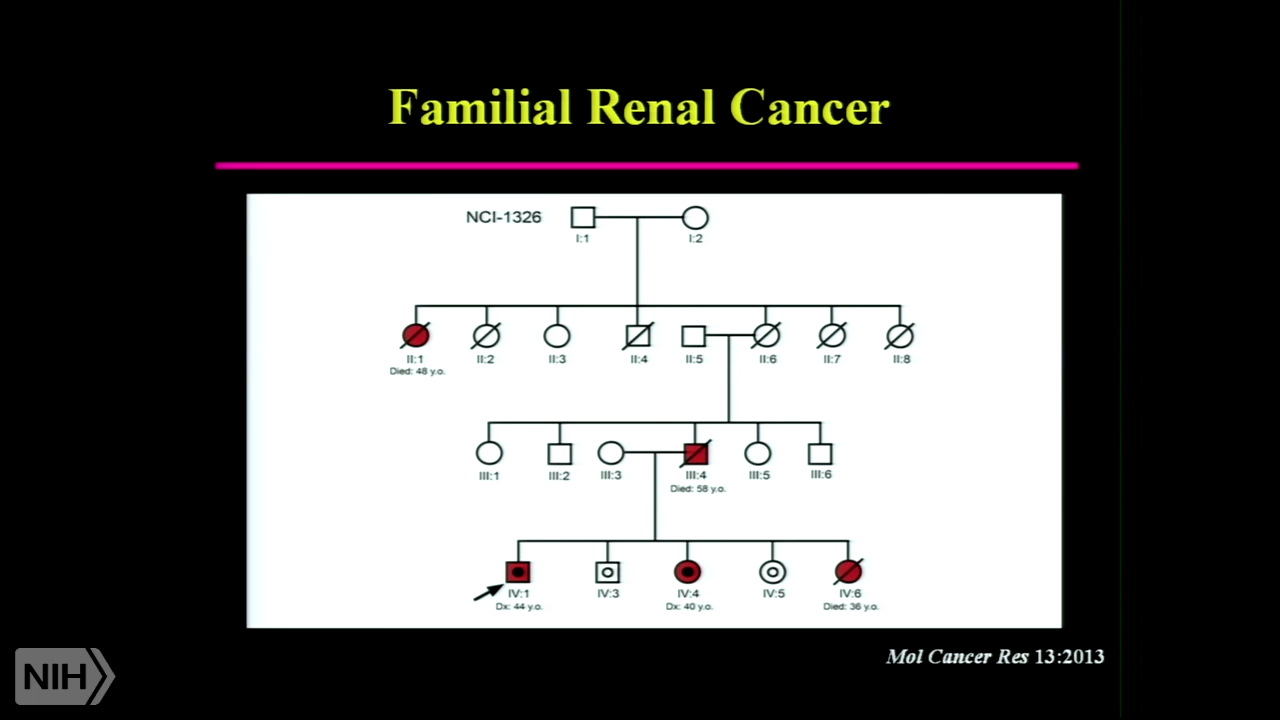 Familial Renal Cancer
NCI-1326
I:1 I:2
II:1 II:2 II:3 II:4 II:5 II:6 II:7 II:8
Died: 48 y.o.
III:1 III:2 III:3 III:4 III:5 III:6
Died: 58 y.o.
IV:1 IV:3 IV:4 IV:5 IV:6
Dx: 44 y.o. Dx: 40 y.o. Died: 36 y.o.
Mol Cancer Res 13:2013
NIH